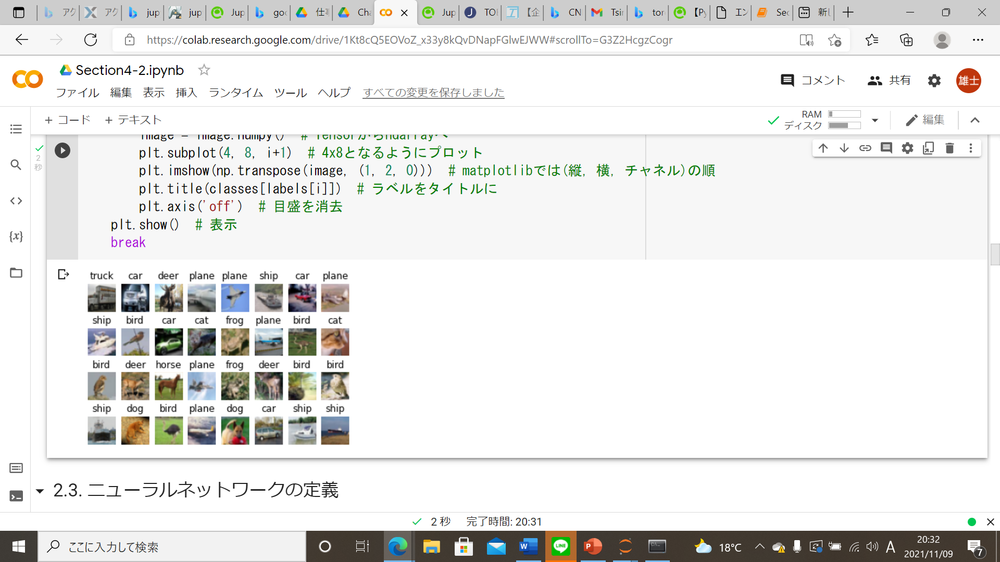 アク
アク
jup
jup
Jup
goo
仕事
Cha
Jup
TO
【企
CN
Tsin
tor
【Py
エン
Sec
新し
https://colab.research.google.com/drive/1Kt8cQ5EOVoZ_x33y8kQvDNapFGlwEJWW#scrollTo=G3Z2HcgzCogr
Section4-2.ipynb
コメント
共有
雄士
ファイル 編集 表示 挿入 ランタイム ツール ヘルプ すべての変更を保存しました
+ コード + テキスト
RAM
ディスク
編集
2
秒
image = image.numpy() # Tensorからndarrayへ
plt.subplot(4, 8, i+1) # 4x8となるようにプロット
plt.imshow(np.transpose(image, (1, 2, 0))) # matplotlibでは(縦, 横, チャネル)の順
plt.title(classes[labels[i]]) # ラベルをタイトルに
plt.axis('off') # 目盛を消去
plt.show() # 表示
break
truck car deer plane plane ship car plane
ship bird car cat frog plane bird cat
bird deer horse plane frog deer bird bird
ship dog bird plane dog car ship ship
2.3. ニューラルネットワークの定義
2 秒 完了時間: 20:31
ここに入力して検索
18°C
A
20:32
2021/11/09
7